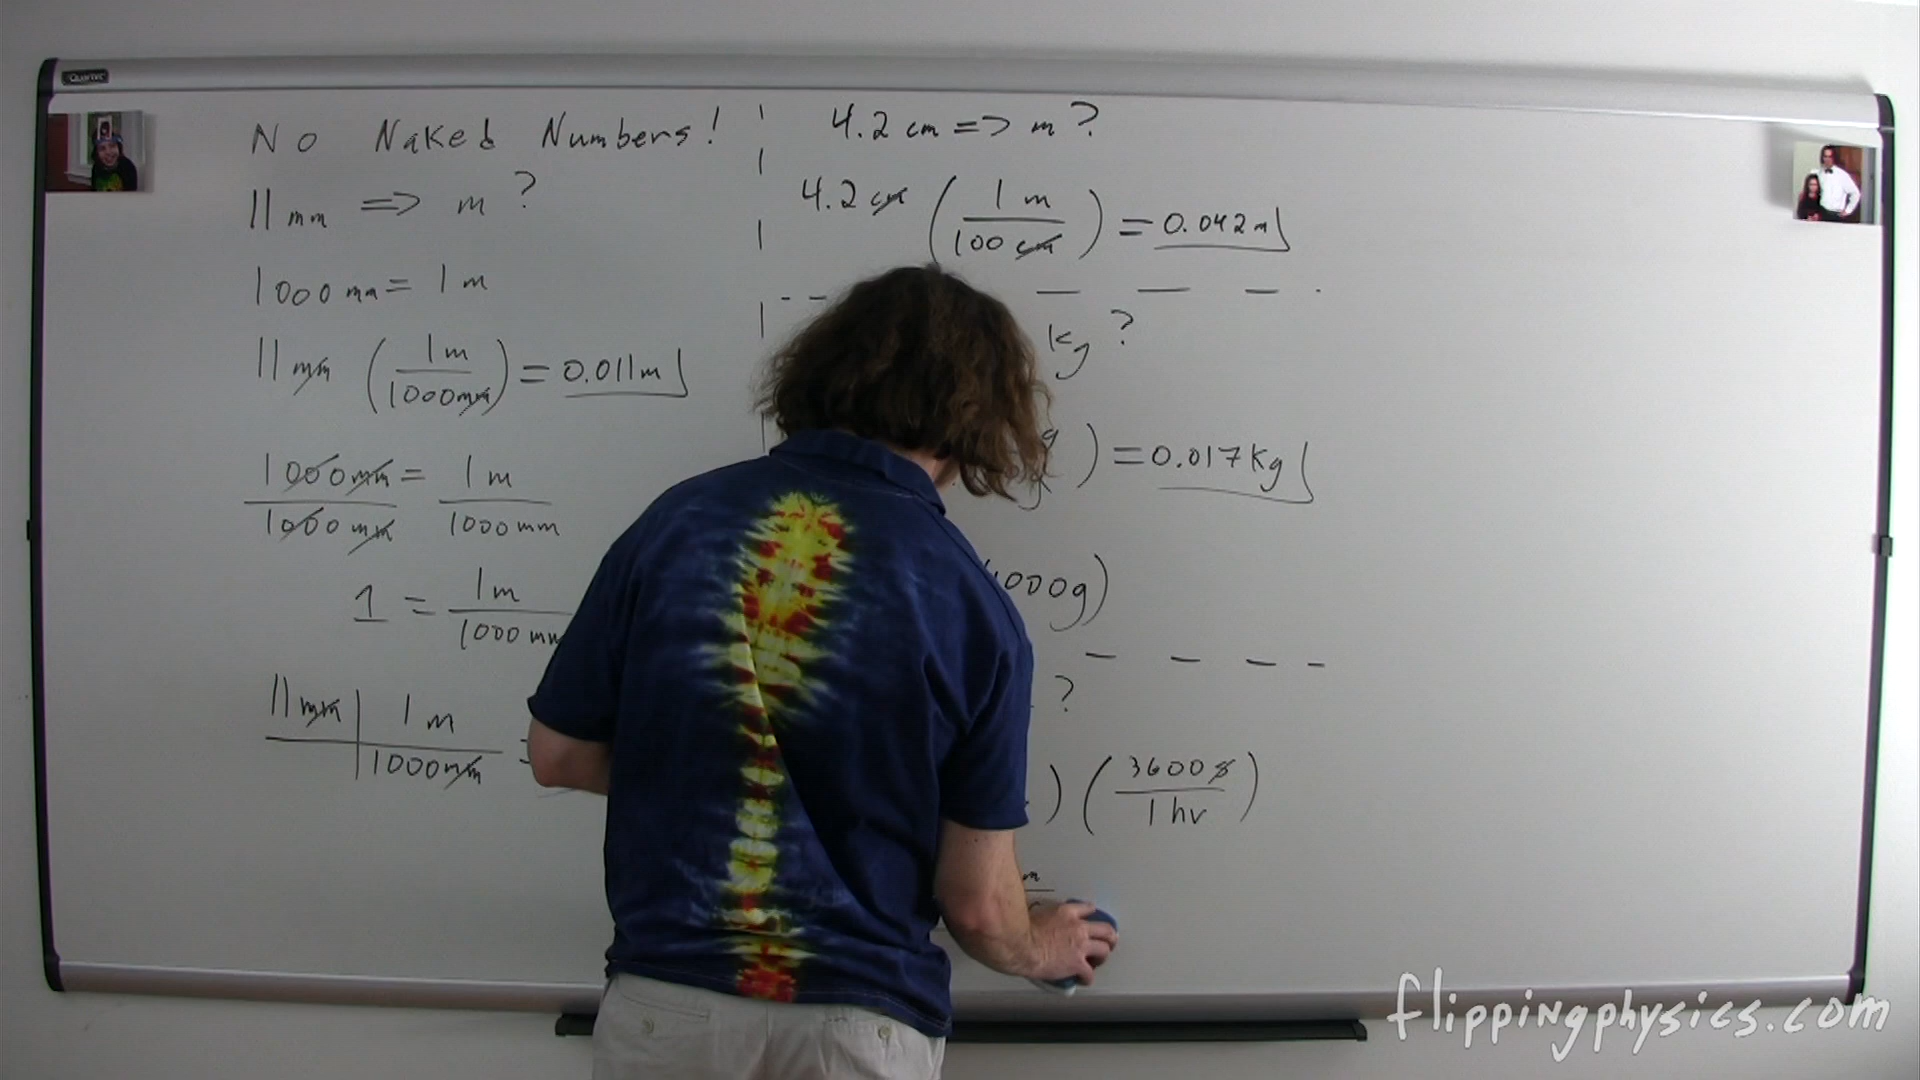 Quartet
No Naked Numbers!
11 mm => m ?
1000 mm = 1 m
11 mm (1 m / 1000 mm) = 0.011 m
1000 mm / 1000 mm = 1 m / 1000 mm
1 = 1 m / 1000 mm
11 mm | 1 m
1000 mm
4.2 cm => m ?
4.2 cm (1 m / 100 cm) = 0.042 m
kg ?
g ) = 0.017 kg
000 g)
?
) (3600 s / 1 hr)
m
flippingphysics.com